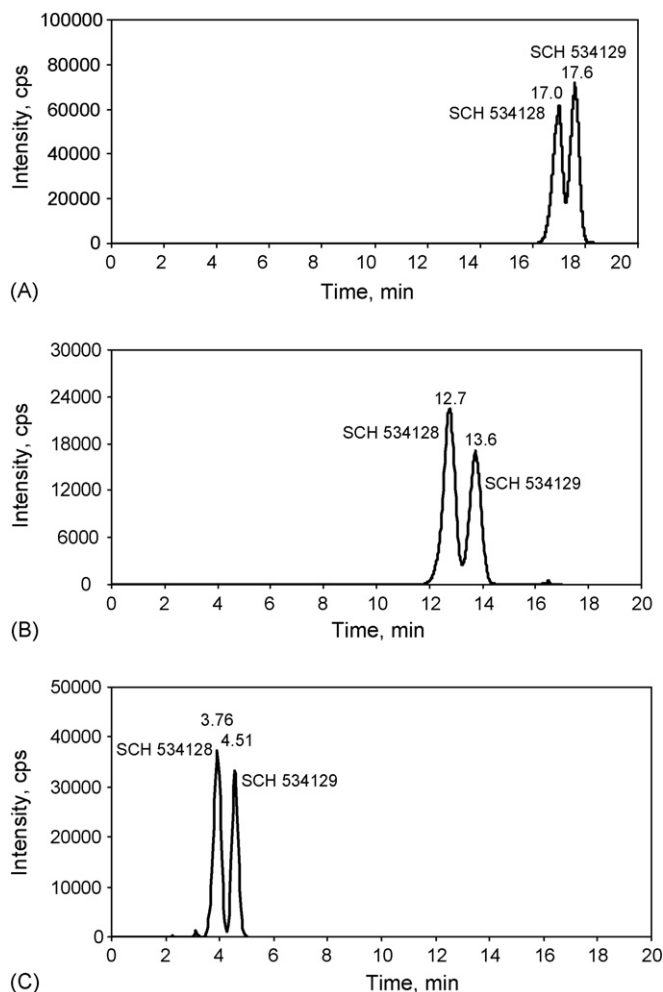 100000
80000
60000
40000
20000
0
Intensity, cps
SCH 534129
17.6
17.0
SCH 534128
0 2 4 6 8 10 12 14 16 18 20
Time, min
(A)
30000
24000
18000
12000
6000
0
Intensity, cps
12.7
SCH 534128
13.6
SCH 534129
0 2 4 6 8 10 12 14 16 18 20
Time, min
(B)
50000
40000
30000
20000
10000
0
Intensity, cps
3.76
4.51
SCH 534128
SCH 534129
0 2 4 6 8 10 12 14 16 18 20
Time, min
(C)